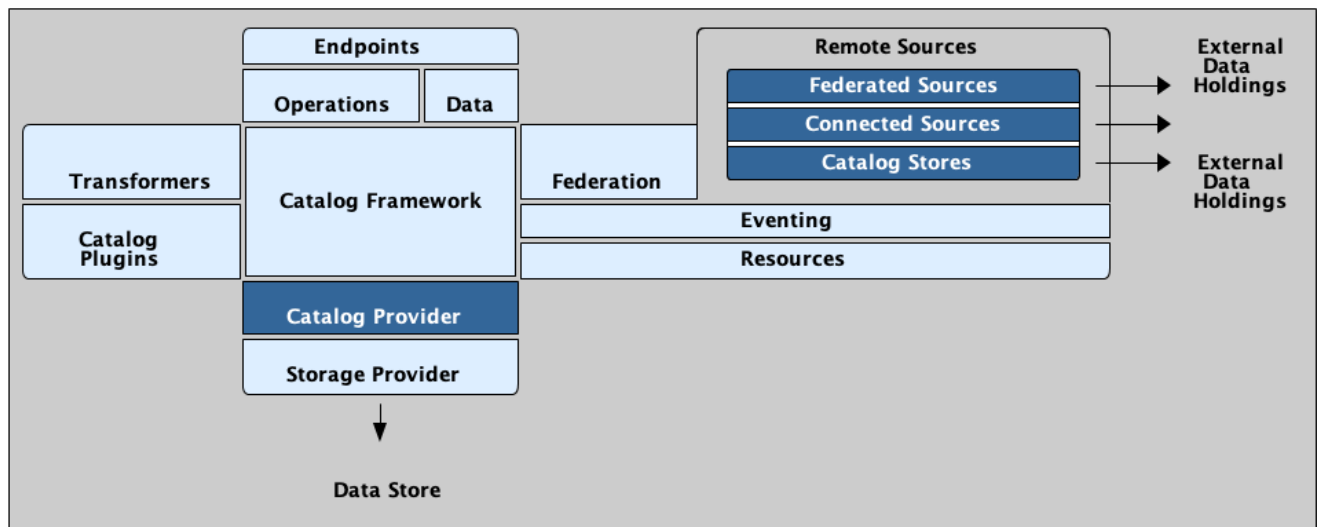 Endpoints
Remote Sources
External
Data
Holdings
Operations
Data
Federated Sources
Connected Sources
Catalog Stores
External
Data
Holdings
Transformers
Catalog Framework
Federation
Catalog
Plugins
Eventing
Resources
Catalog Provider
Storage Provider
Data Store